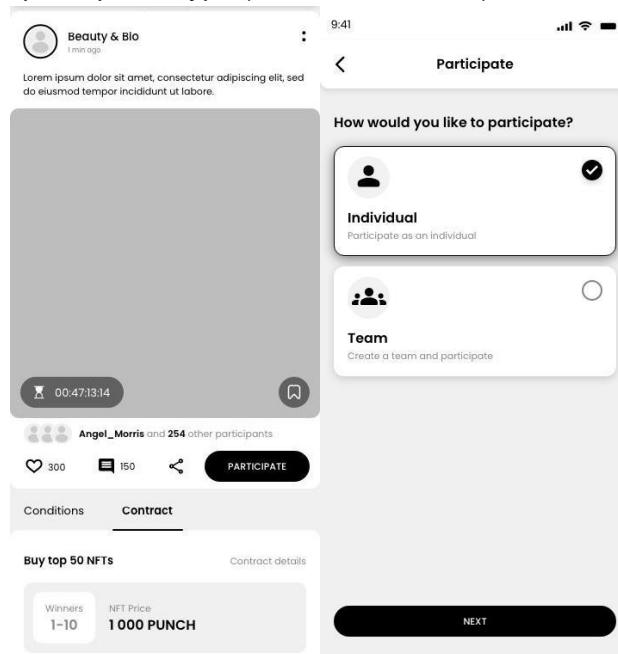 Beauty & Bio
1 min ago
Lorem ipsum dolor sit amet, consectetur adipiscing elit, sed
do eiusmod tempor incididunt ut labore.
00:47:13:14
Angel_Morris and 254 other participants
300
150
PARTICIPATE
Conditions
Contract
Buy top 50 NFTs
Contract details
Winners
1-10
NFT Price
1 000 PUNCH
9:41
Participate
How would you like to participate?
Individual
Participate as an individual
Team
Create a team and participate
NEXT